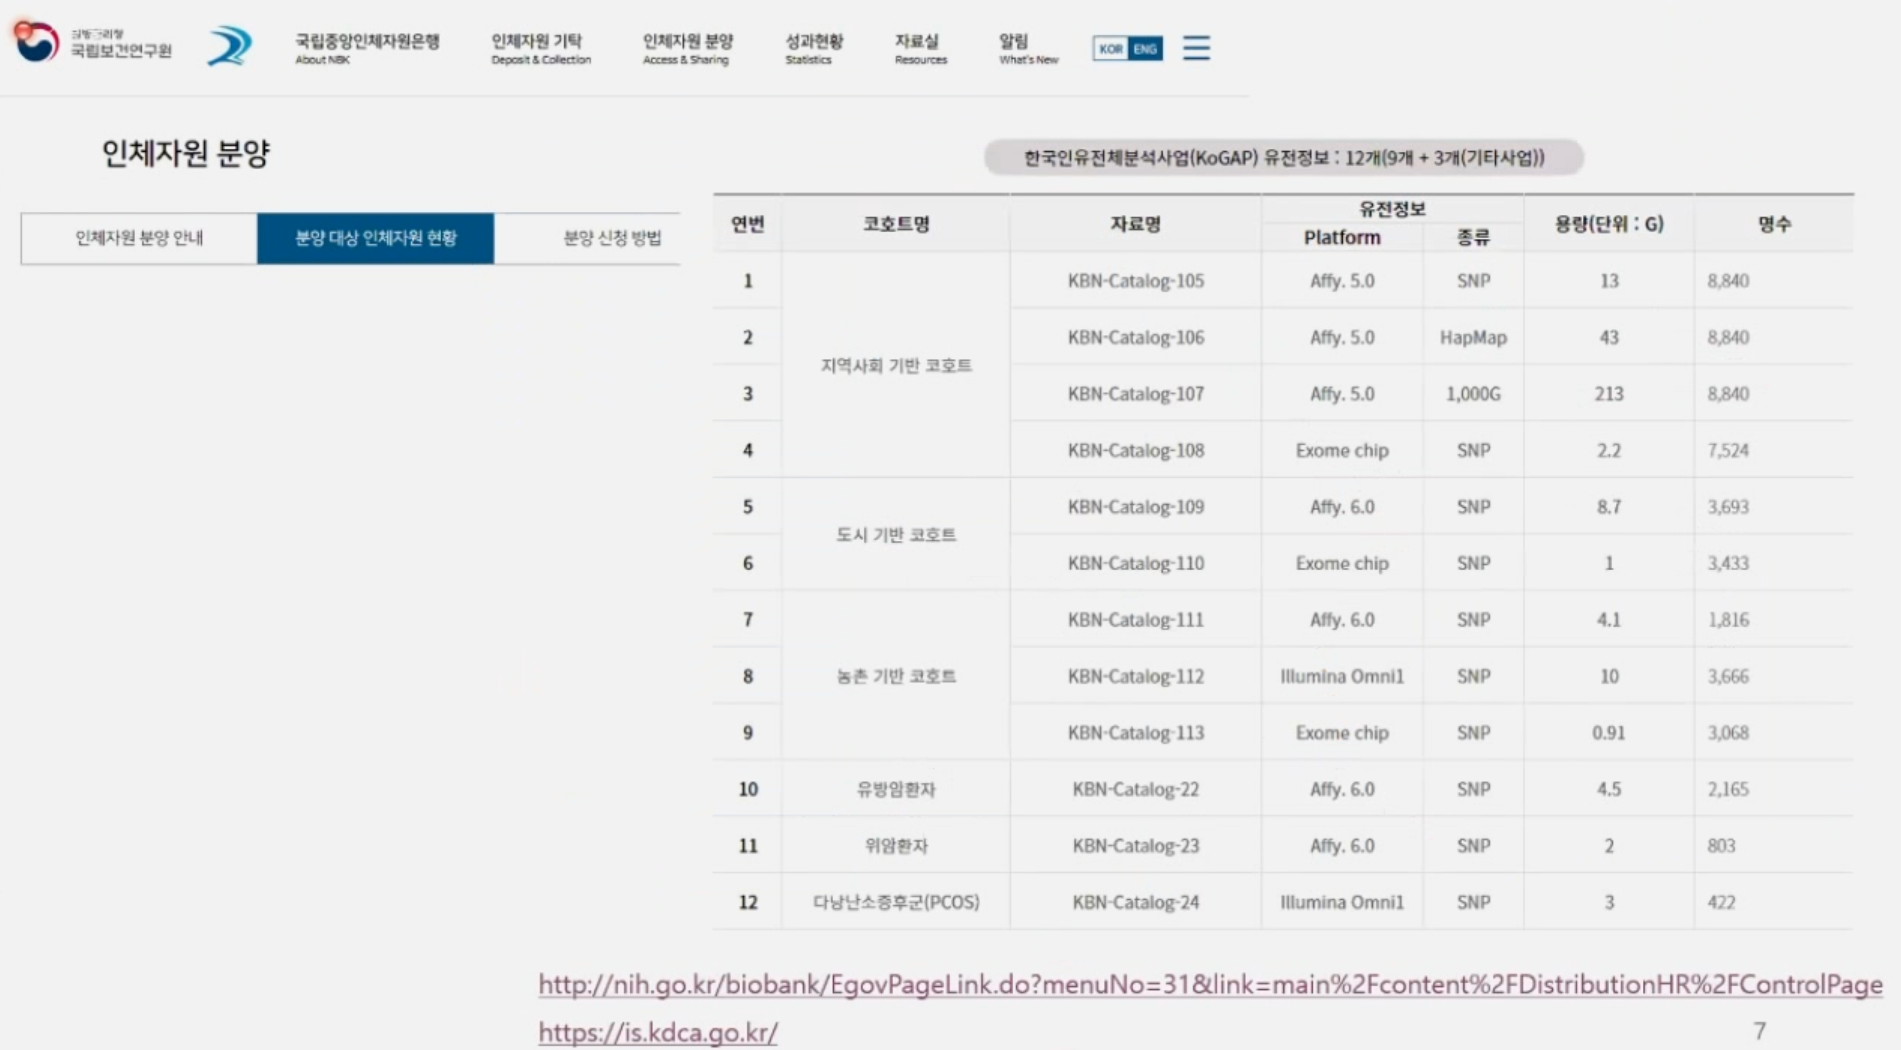 국립보건연구원
국립중앙인체자원은행 인체자원 기탁 인체자원 분양 성과현황 자료실 알림 KOR ENG
About NBK Deposit & Collection Access & Sharing Statistics Resources What's New
인체자원 분양
인체자원 분양 안내 분양 대상 인체자원 현황 분양 신청 방법
한국인유전체분석사업(KoGAP) 유전정보 : 12개(9개 + 3개(기타사업))
연번 코호트명 자료명 유전정보 용량(단위 : G) 명수
Platform 종류
1 KBN-Catalog-105 Affy. 5.0 SNP 13 8,840
2 KBN-Catalog-106 Affy. 5.0 HapMap 43 8,840
지역사회 기반 코호트
3 KBN-Catalog-107 Affy. 5.0 1,000G 213 8,840
4 KBN-Catalog-108 Exome chip SNP 2.2 7,524
5 KBN-Catalog-109 Affy. 6.0 SNP 8.7 3,693
도시 기반 코호트
6 KBN-Catalog-110 Exome chip SNP 1 3,433
7 KBN-Catalog-111 Affy. 6.0 SNP 4.1 1,816
8 농촌 기반 코호트 KBN-Catalog-112 Illumina Omni1 SNP 10 3,666
9 KBN-Catalog-113 Exome chip SNP 0.91 3,068
10 유방암환자 KBN-Catalog-22 Affy. 6.0 SNP 4.5 2,165
11 위암환자 KBN-Catalog-23 Affy. 6.0 SNP 2 803
12 다낭난소증후군(PCOS) KBN-Catalog-24 Illumina Omni1 SNP 3 422
http://nih.go.kr/biobank/EgovPageLink.do?menuNo=31&link=main%2Fcontent%2FDistributionHR%2FControlPage
https://is.kdca.go.kr/
7